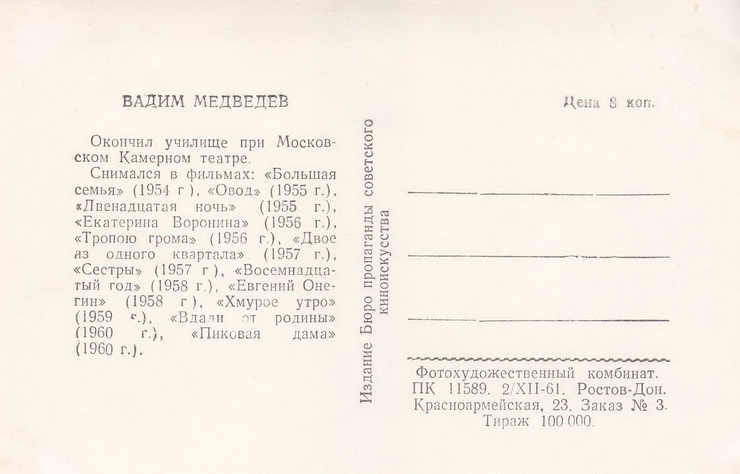 ВАДИМ МЕДВЕДЕВ
Окончил училище при Москов-
ском Камерном театре.
Снимался в фильмах: «Большая
семья» (1954 г), «Овод» (1955 г.),
«Двенадцатая ночь» (1955 г.),
«Екатерина Воронина» (1956 г.),
«Тропою грома» (1956 г.), «Двое
из одного квартала» (1957 г.),
«Сестры» (1957 г), «Восемнадца-
тый год» (1958 г.), «Евгений Оне-
гин» (1958 г), «Хмурое утро»
(1959 г.), «Вдали от родины»
(1960 г.), «Пиковая дама»
(1960 г.).
Издание Бюро пропаганды советского
киноискусства
Цена 8 коп.
Фотохудожественный комбинат.
ПК 11589. 2/XII-61. Ростов-Дон.
Красноармейская, 23. Заказ № 3.
Тираж 100 000.